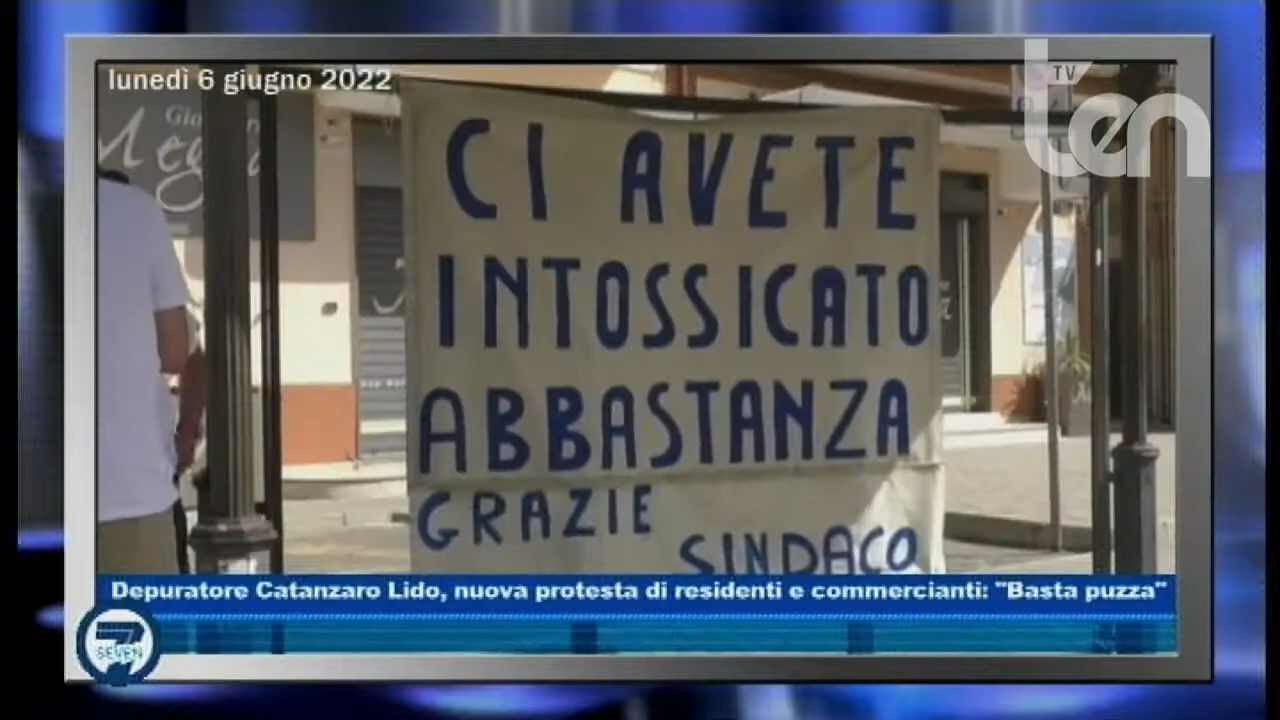 lunedì 6 giugno 2022
TV
ten
CI AVETE
INTOSSICATO
ABBASTANZA
GRAZIE
SINDACO
Depuratore Catanzaro Lido, nuova protesta di residenti e commercianti: "Basta puzza"
7
SEVEN